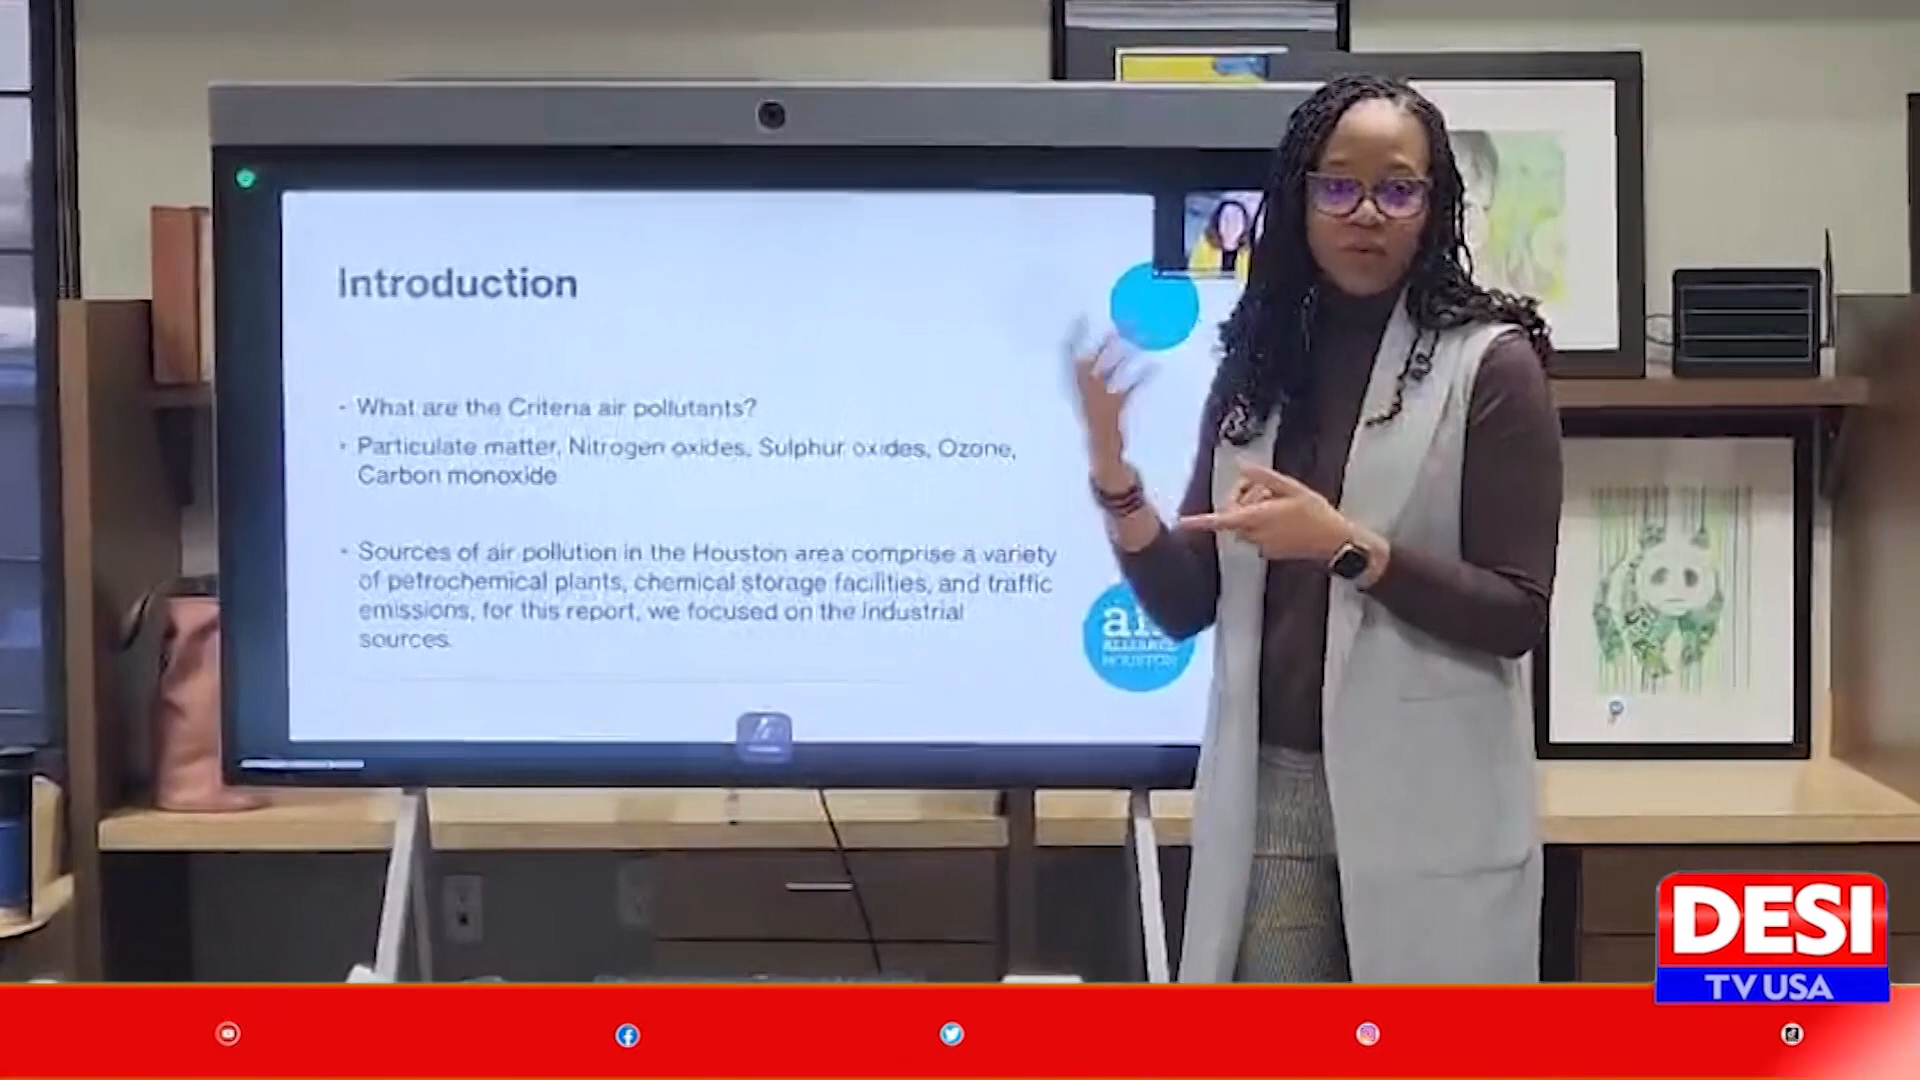 Introduction
- What are the Criteria air pollutants?
- Particulate matter, Nitrogen oxides, Sulphur oxides, Ozone,
Carbon monoxide
- Sources of air pollution in the Houston area comprise a variety
of petrochemical plants, chemical storage facilities, and traffic
emissions, for this report, we focused on the Industrial
sources.
ALLIANCE
HOUSTON
DESI
TV USA